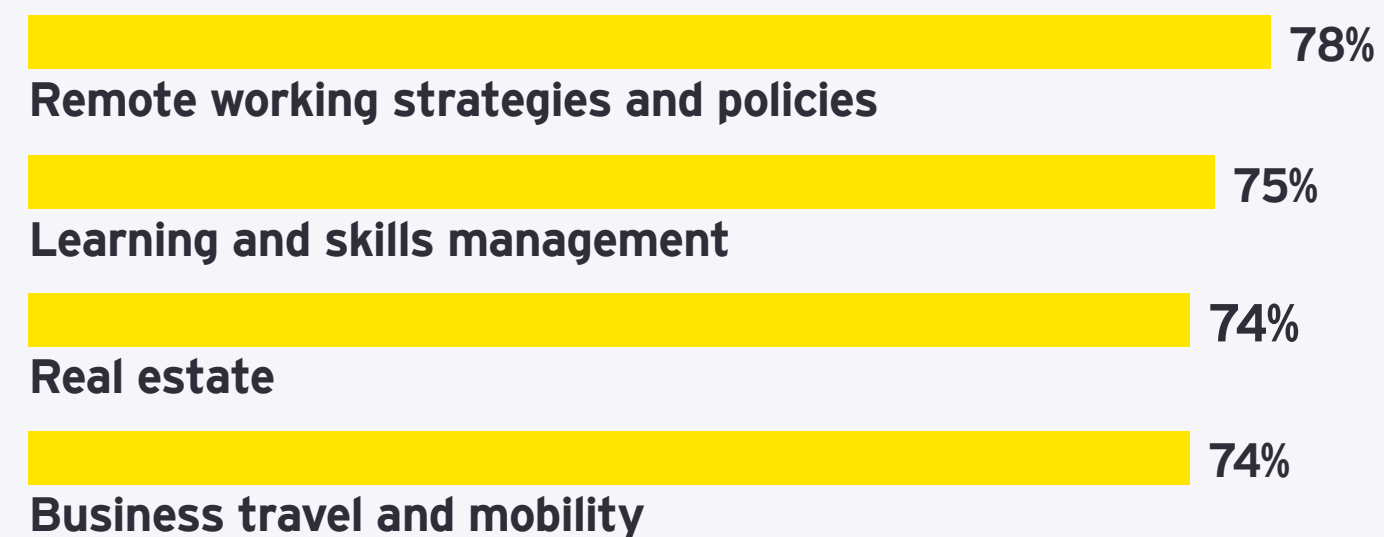 78%
Remote working strategies and policies
75%
Learning and skills management
74%
Real estate
74%
Business travel and mobility